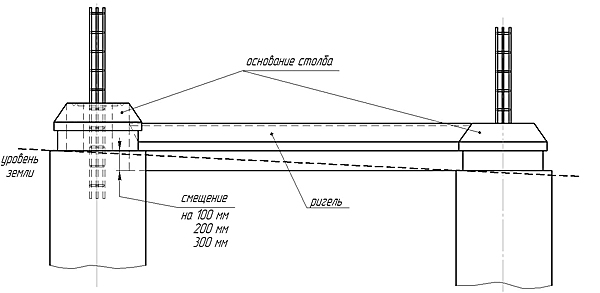 основание столба
уровень
земли
смещение
на 100 мм
200 мм
300 мм
ригель